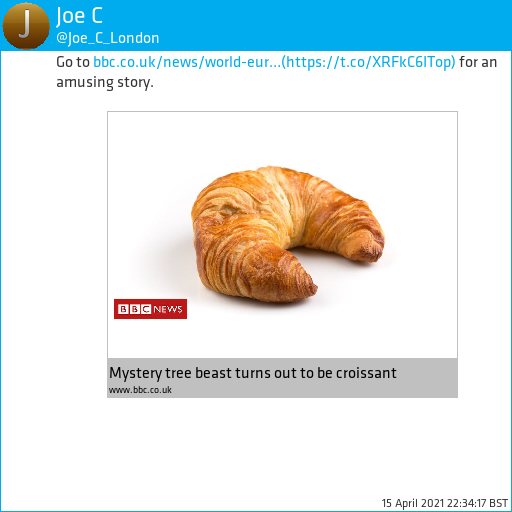 J
Joe C
@Joe_C_London
Go to bbc.co.uk/news/world-eur...(https://t.co/XRFkC6ITop) for an
amusing story.
BBC NEWS
Mystery tree beast turns out to be croissant
www.bbc.co.uk
15 April 2021 22:34:17 BST